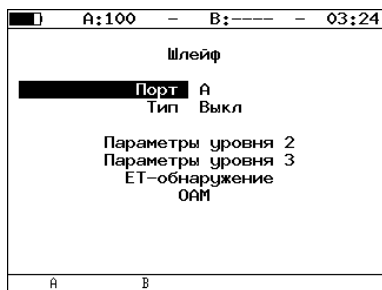 A:100 – B:---- – 03:24
Шлейф
Порт A
Тип Выкл
Параметры уровня 2
Параметры уровня 3
ET-обнаружение
OAM
A B